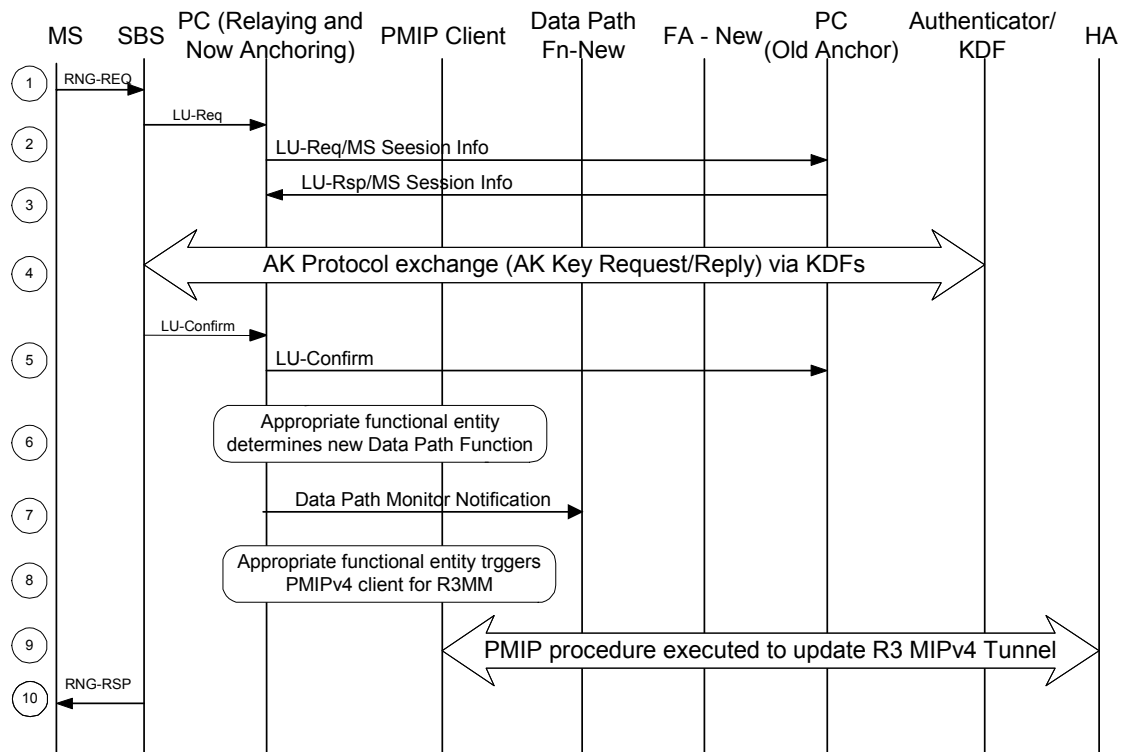 MS
SBS
PC (Relaying and
Now Anchoring)
PMIP Client
Data Path
Fn-New
FA - New
PC
(Old Anchor)
Authenticator/
KDF
HA
1
RNG-REQ
LU-Req
2
LU-Req/MS Seesion Info
LU-Rsp/MS Session Info
3
4
AK Protocol exchange (AK Key Request/Reply) via KDFs
LU-Confirm
5
LU-Confirm
6
Appropriate functional entity
determines new Data Path Function
7
Data Path Monitor Notification
8
Appropriate functional entity trggers
PMIPv4 client for R3MM
9
PMIP procedure executed to update R3 MIPv4 Tunnel
10
RNG-RSP